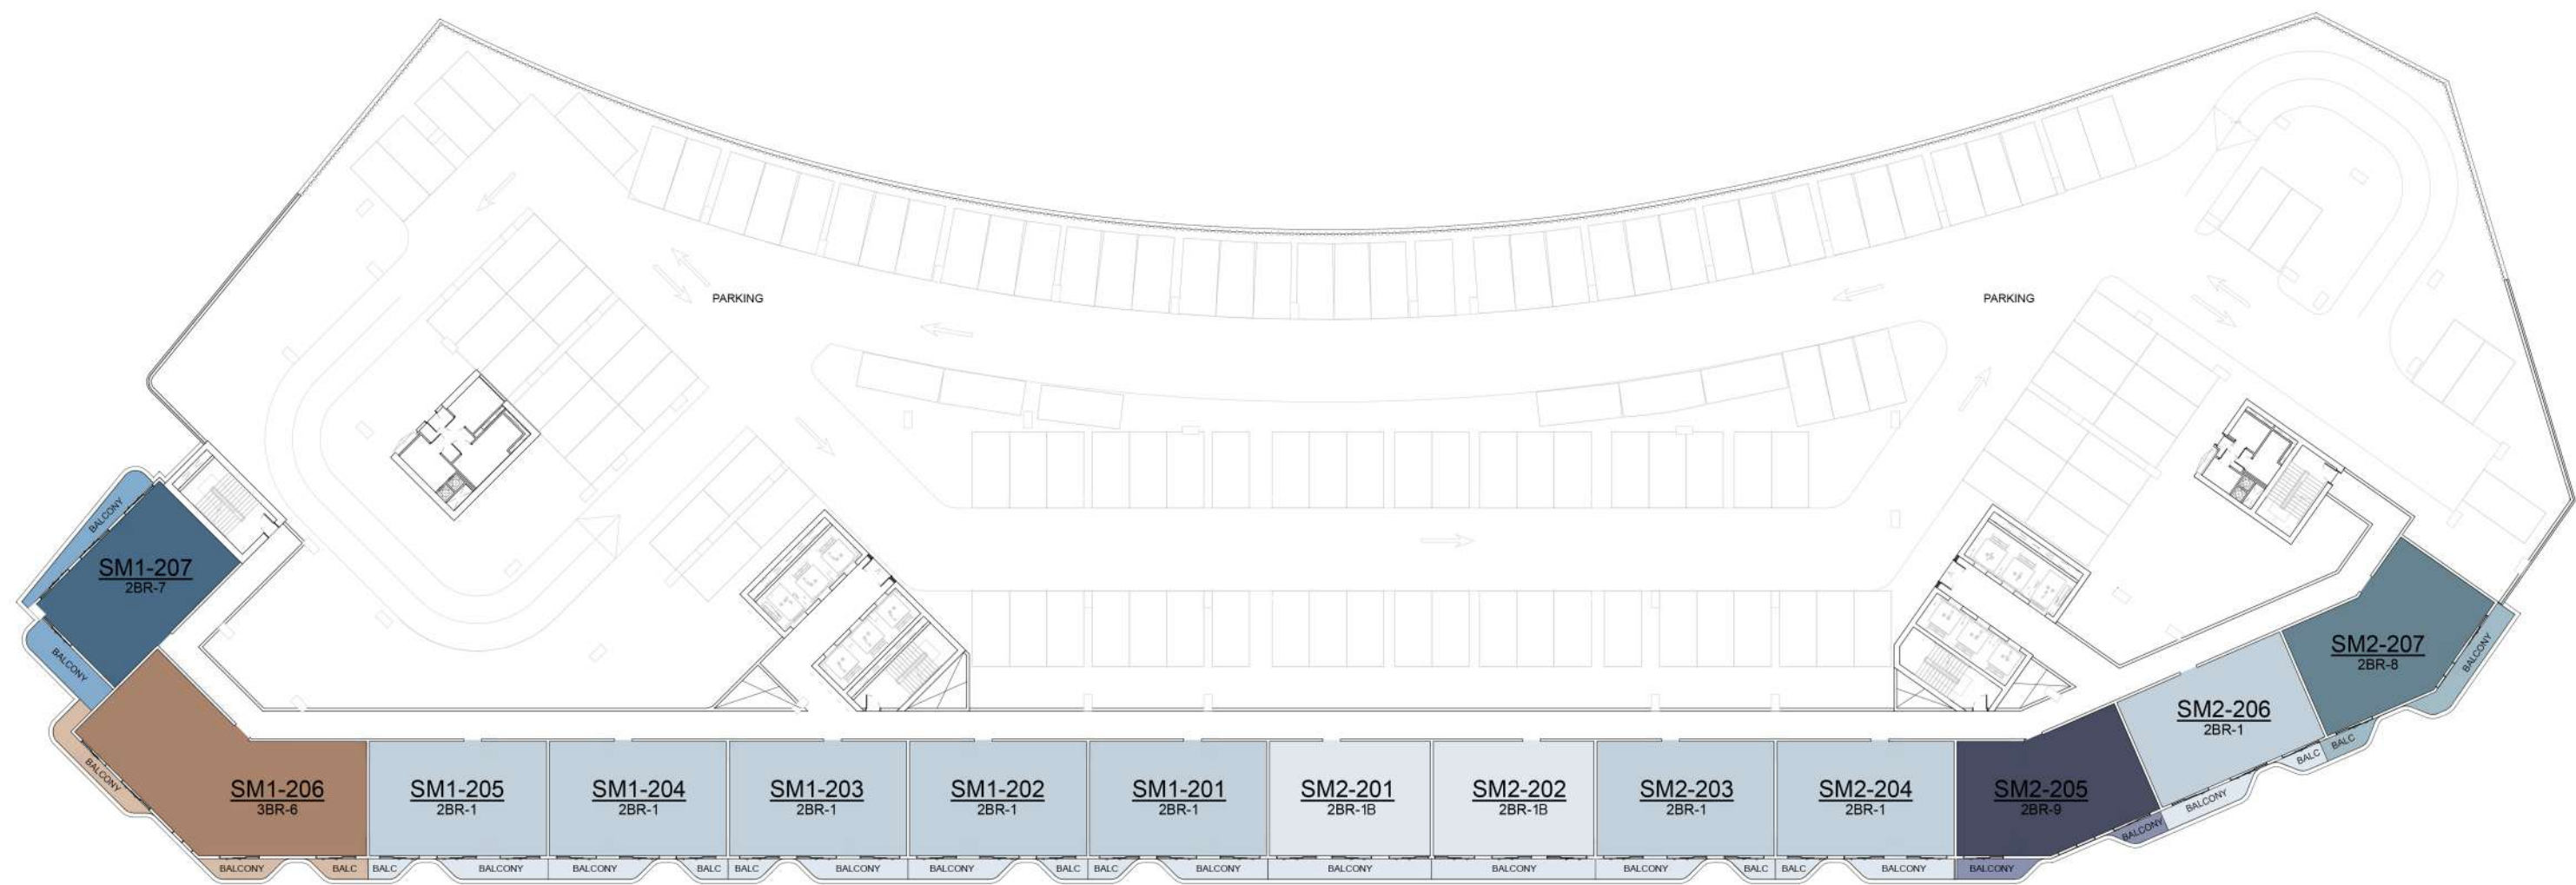 PARKING
PARKING
BALCONY
SM1-207
2BR-7
BALCONY
SM2-207
2BR-8
BALCONY
SM2-206
2BR-1
BALC
BALC
BALCONY
BALCONY
SM1-206
3BR-6
SM1-205
2BR-1
SM1-204
2BR-1
SM1-203
2BR-1
SM1-202
2BR-1
SM1-201
2BR-1
SM2-201
2BR-1B
SM2-202
2BR-1B
SM2-203
2BR-1
SM2-204
2BR-1
SM2-205
2BR-9
BALCONY
BALCONY
BALC
BALC
BALCONY
BALCONY
BALC
BALC
BALCONY
BALCONY
BALC
BALC
BALCONY
BALCONY
BALCONY
BALCONY
BALC
BALC
BALCONY
BALCONY